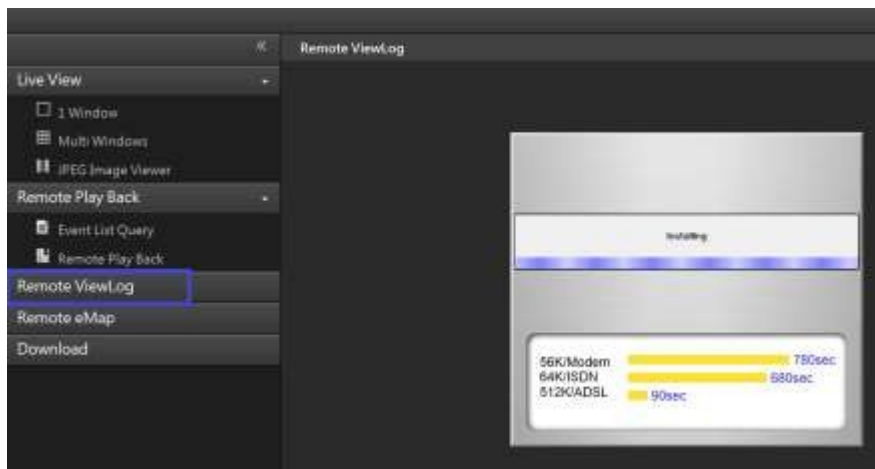 Remote ViewLog
Live View
1 Window
Multi Windows
JPEG Image Viewer
Remote Play Back
Event List Query
Remote Play Back
Remote ViewLog
Remote eMap
Download
Installing
56K/Modem 780sec
64K/ISDN 680sec
512K/ADSL 90sec